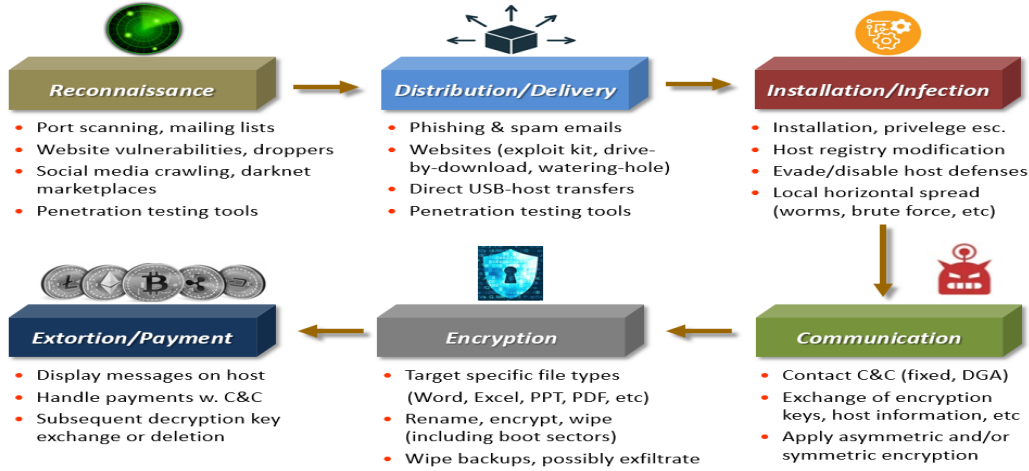 Reconnaissance
• Port scanning, mailing lists
• Website vulnerabilities, droppers
• Social media crawling, darknet
marketplaces
• Penetration testing tools
Distribution/Delivery
• Phishing & spam emails
• Websites (exploit kit, drive-
by-download, watering-hole)
• Direct USB-host transfers
• Penetration testing tools
Installation/Infection
• Installation, privelege esc.
• Host registry modification
• Evade/disable host defenses
• Local horizontal spread
(worms, brute force, etc)
Communication
• Contact C&C (fixed, DGA)
• Exchange of encryption
keys, host information, etc
• Apply asymmetric and/or
symmetric encryption
Encryption
• Target specific file types
(Word, Excel, PPT, PDF, etc)
• Rename, encrypt, wipe
(including boot sectors)
• Wipe backups, possibly exfiltrate
Extortion/Payment
• Display messages on host
• Handle payments w. C&C
• Subsequent decryption key
exchange or deletion